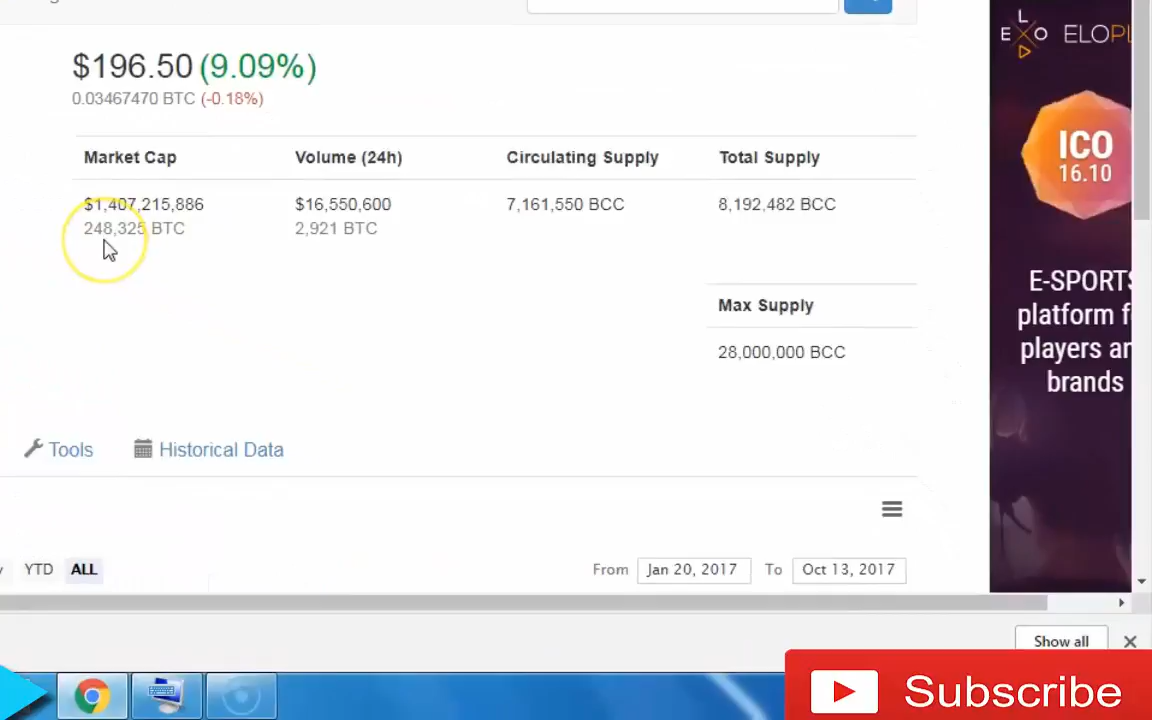 $196.50 (9.09%)
0.03467470 BTC (-0.18%)
Market Cap Volume (24h) Circulating Supply Total Supply
$1,407,215,886 $16,550,600 7,161,550 BCC 8,192,482 BCC
248,325 BTC 2,921 BTC
Max Supply
28,000,000 BCC
Tools Historical Data
YTD ALL From Jan 20, 2017 To Oct 13, 2017
L
E X O ELOPL
ICO
16.10
E-SPORTS
platform f
players an
brands
Show all
Subscribe